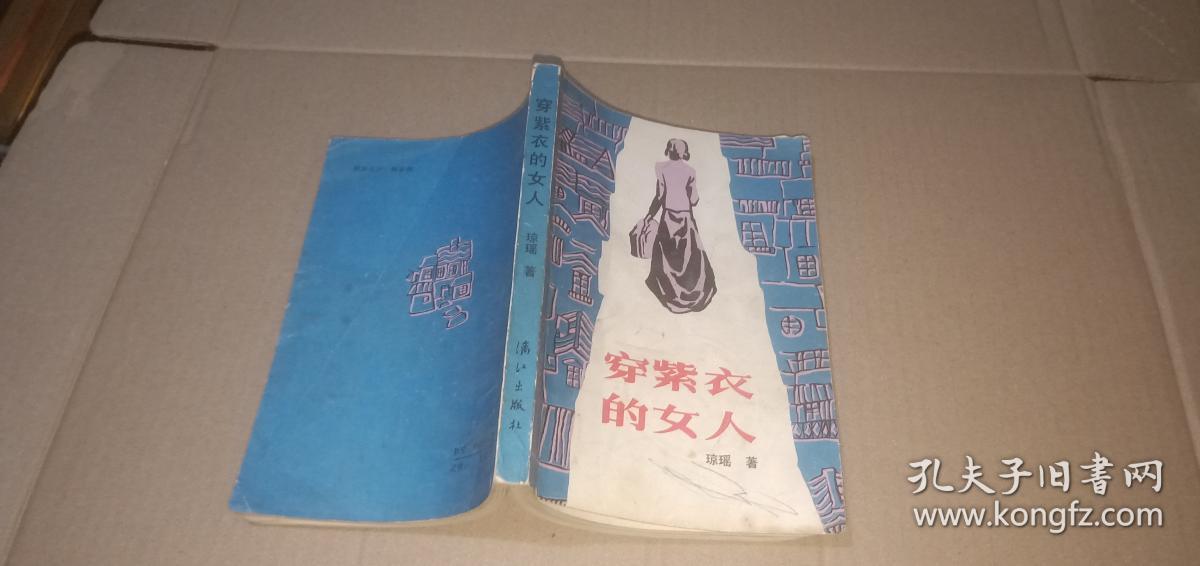 穿紫衣的女人
琼瑶 著
漓江出版社
穿紫衣
的女人
琼瑶 著
孔夫子旧书网
www.kongfz.com